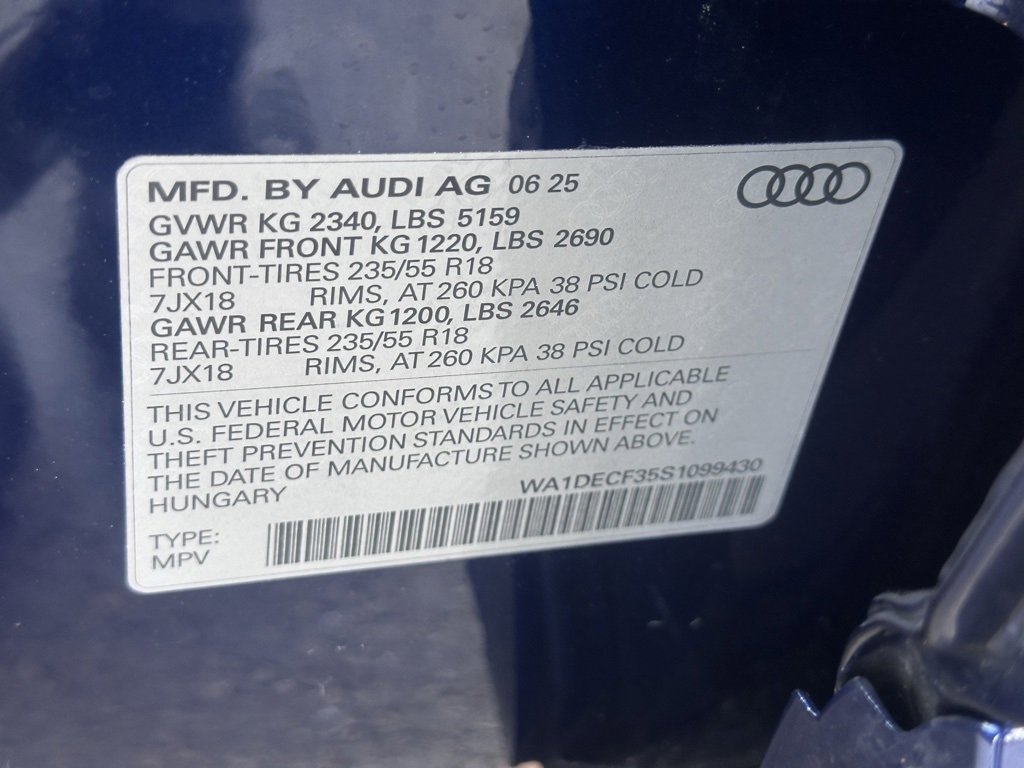 MFD. BY AUDI AG 06 25
GVWR KG 2340, LBS 5159
GAWR FRONT KG 1220, LBS 2690
FRONT-TIRES 235/55 R18
7JX18 RIMS, AT 260 KPA 38 PSI COLD
GAWR REAR KG 1200, LBS 2646
REAR-TIRES 235/55 R18
7JX18 RIMS, AT 260 KPA 38 PSI COLD
THIS VEHICLE CONFORMS TO ALL APPLICABLE
U.S. FEDERAL MOTOR VEHICLE SAFETY AND
THEFT PREVENTION STANDARDS IN EFFECT ON
THE DATE OF MANUFACTURE SHOWN ABOVE.
HUNGARY WA1DECF35S1099430
TYPE:
MPV